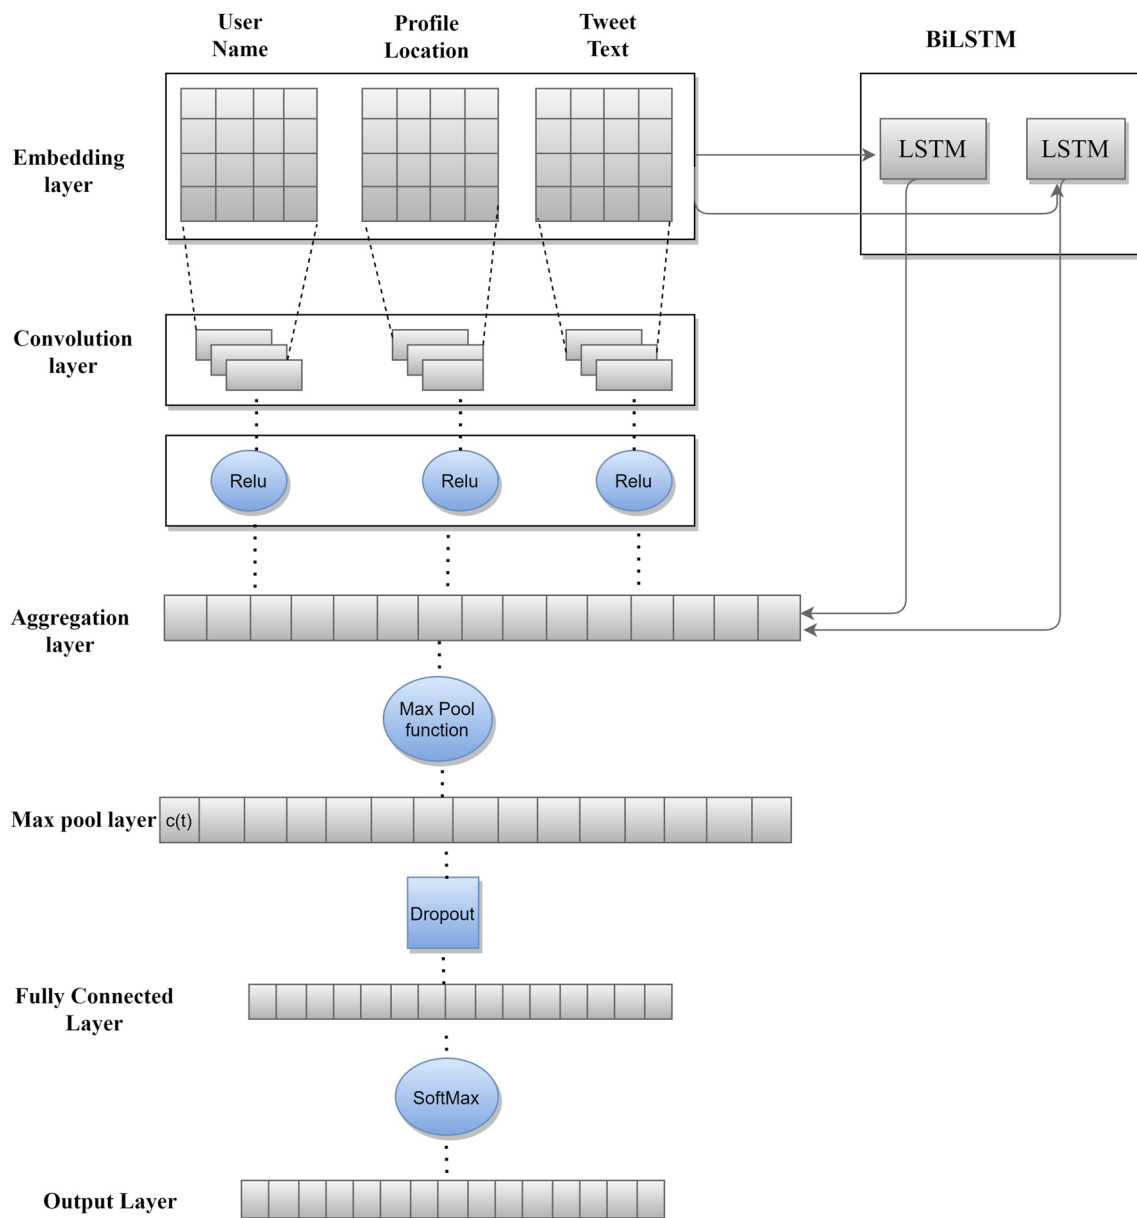 User
Name
Profile
Location
Tweet
Text
BiLSTM
Embedding
layer
LSTM
LSTM
Convolution
layer
Relu
Relu
Relu
Aggregation
layer
Max Pool
function
Max pool layer
c(t)
Dropout
Fully Connected
Layer
SoftMax
Output Layer